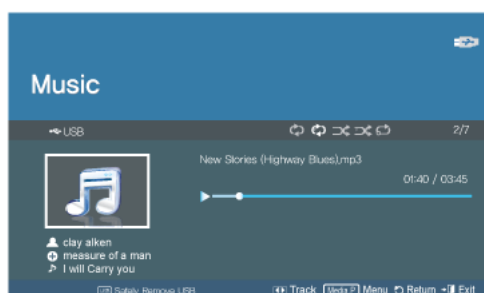 Music
USB
2/7
New Stories (Highway Blues).mp3
01:40 / 03:45
clay aiken
measure of a man
I will Carry you
Safely Remove USB
Track Media.P Menu Return Exit